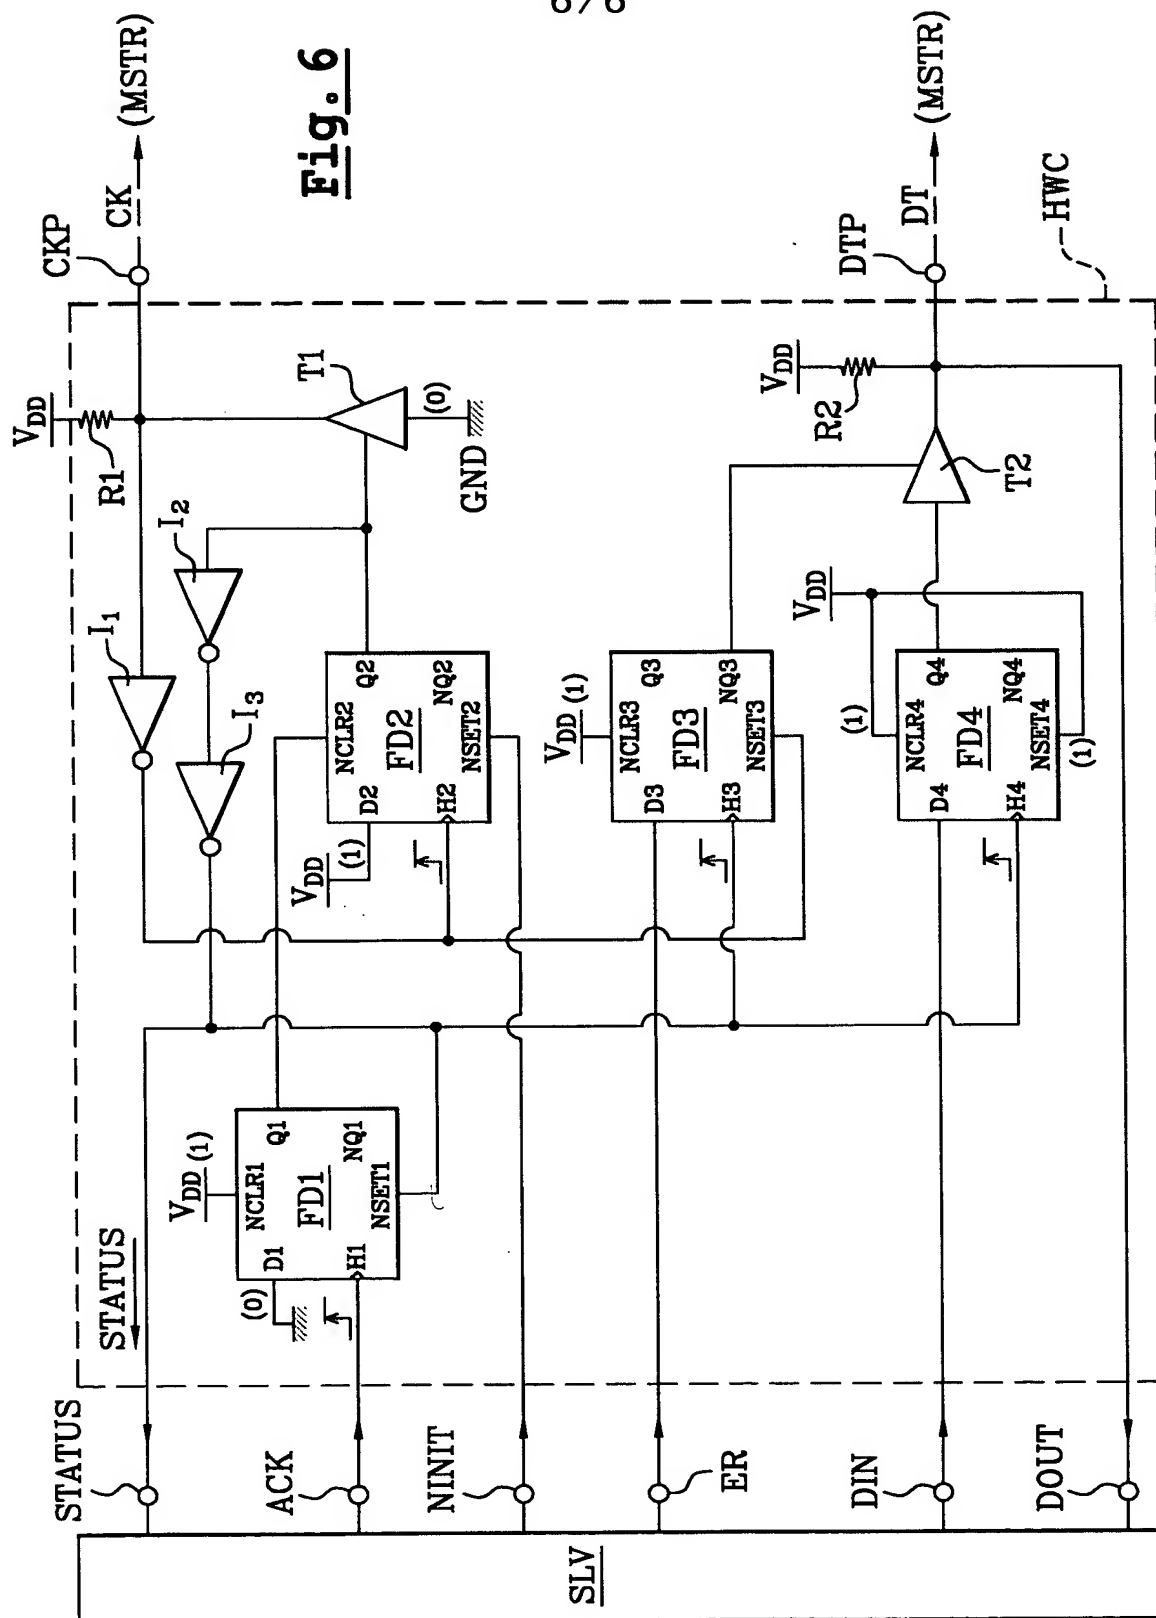 6/6
Fig. 6
STATUS
ACK
NINIT
ER
DIN
DOUT
SLV
STATUS
VDD (1)
NCLR1
D1
Q1
FD1
H1
NQ1
NSET1
(0)
I1
I2
I3
VDD
R1
CKP
CK
(MSTR)
T1
(0)
GND
VDD
(1)
NCLR2
D2
Q2
FD2
H2
NQ2
NSET2
VDD (1)
NCLR3
D3
Q3
FD3
H3
NQ3
NSET3
VDD
(1)
NCLR4
D4
Q4
FD4
H4
NQ4
NSET4
(1)
VDD
R2
T2
DTP
DT
(MSTR)
HWC